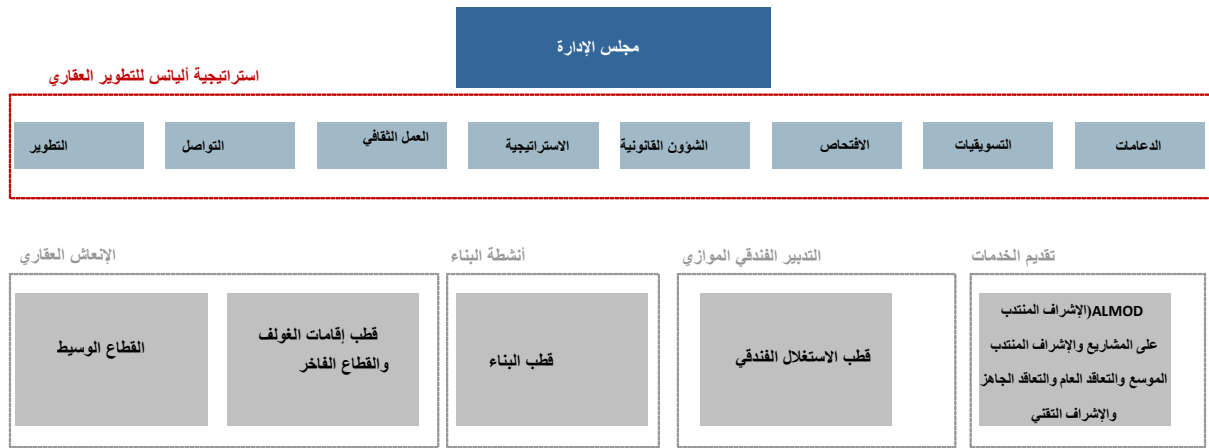 مجلس الإدارة
استراتيجية أليانس للتطوير العقاري
الدعامات
التسويقيات
الافتحاص
الشؤون القانونية
الاستراتيجية
العمل الثقافي
التواصل
التطوير
تقديم الخدمات
التدبير الفندقي الموازي
أنشطة البناء
الإنعاش العقاري
ALMOD(الإشراف المنتدب
على المشاريع والإشراف المنتدب
الموسع والتعاقد العام والتعاقد الجاهز
والإشراف التقني
قطب الاستغلال الفندقي
قطب البناء
قطب إقامات الغولف
والقطاع الفاخر
القطاع الوسيط